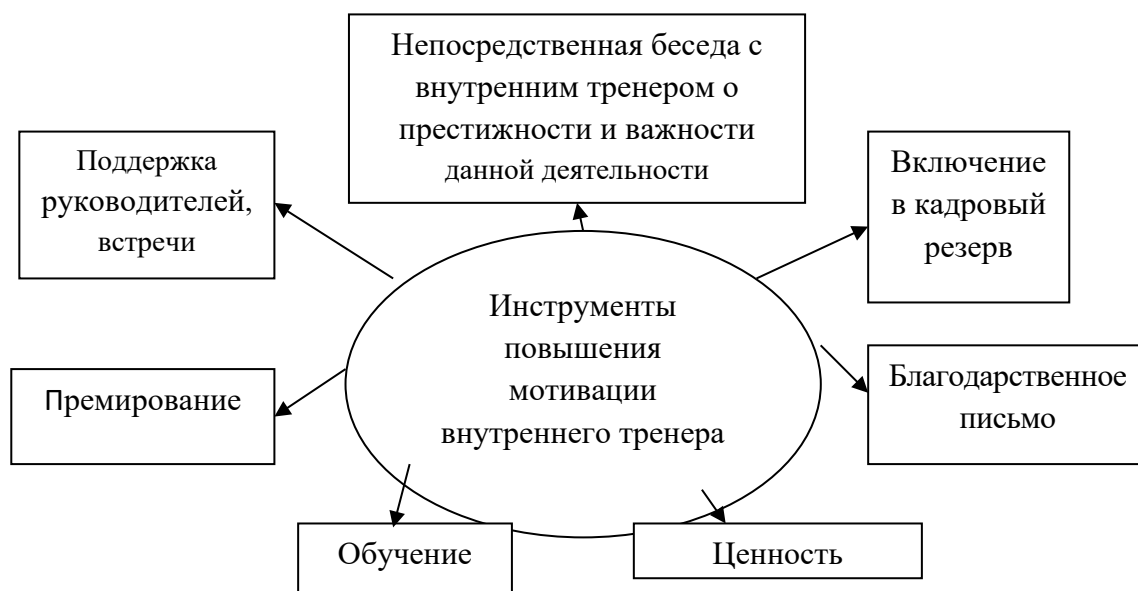 Непосредственная беседа с
внутренним тренером о
престижности и важности
данной деятельности
Поддержка
руководителей,
встречи
Включение
в кадровый
резерв
Инструменты
повышения
мотивации
внутреннего тренера
Премирование
Благодарственное
письмо
Обучение
Ценность